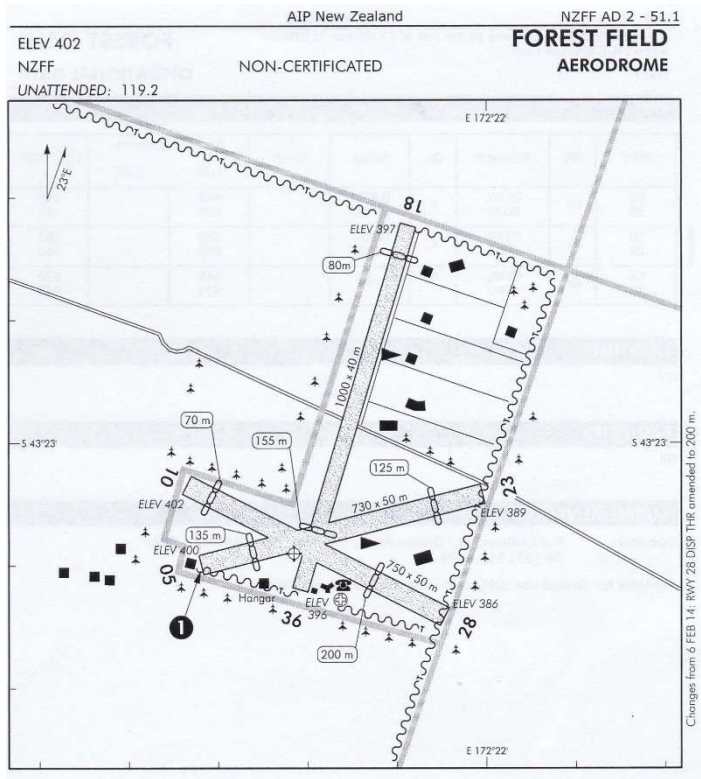 AIP New Zealand
NZFF AD 2 - 51.1
ELEV 402
FOREST FIELD
NZFF
NON-CERTIFICATED
AERODROME
UNATTENDED: 119.2
E 172°22'
23°E
18
ELEV 397
80m
1000 x 40 m
S 43°23'
S 43°23'
70 m
155 m
125 m
10
730 x 50 m
23
ELEV 402
ELEV 389
135 m
ELEV 400
750 x 50 m
05
Hangar
ELEV 396
ELEV 386
1
36
28
200 m
E 172°22'
Changes from 6 FEB 14: RWY 28 DISP THR amended to 200 m.